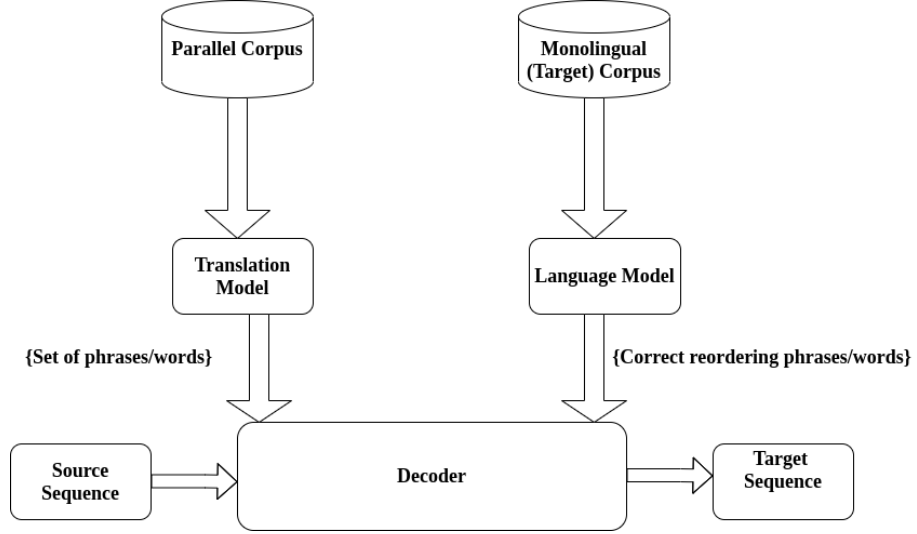 Parallel Corpus
Monolingual
(Target) Corpus
Translation
Model
Language Model
{Set of phrases/words}
{Correct reordering phrases/words}
Source
Sequence
Decoder
Target
Sequence